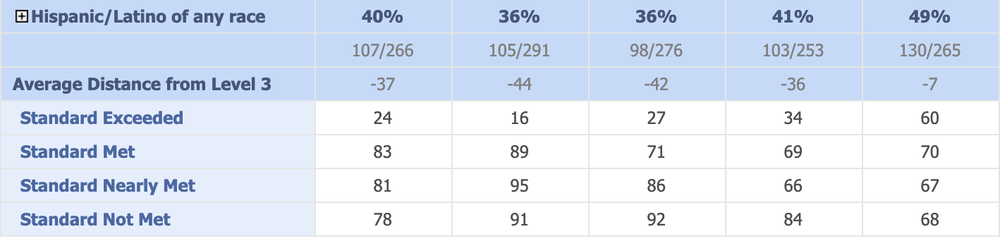 Hispanic/Latino of any race 40% 36% 36% 41% 49%
107/266 105/291 98/276 103/253 130/265
Average Distance from Level 3 -37 -44 -42 -36 -7
Standard Exceeded 24 16 27 34 60
Standard Met 83 89 71 69 70
Standard Nearly Met 81 95 86 66 67
Standard Not Met 78 91 92 84 68